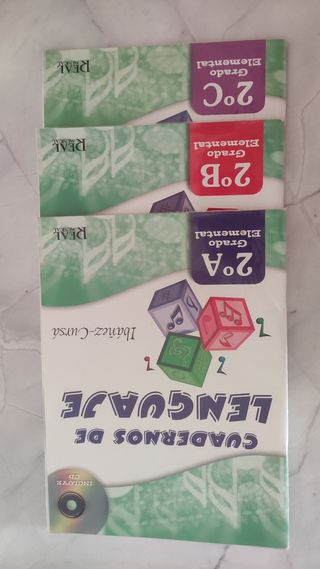 INCLUYE
CD
CUADERNOS DE
LENGUAJE
Ibáñez-Cursá
2ºA
Grado
Elemental
REAL
2ºB
Grado
Elemental
REAL
2ºC
Grado
Elemental
REAL